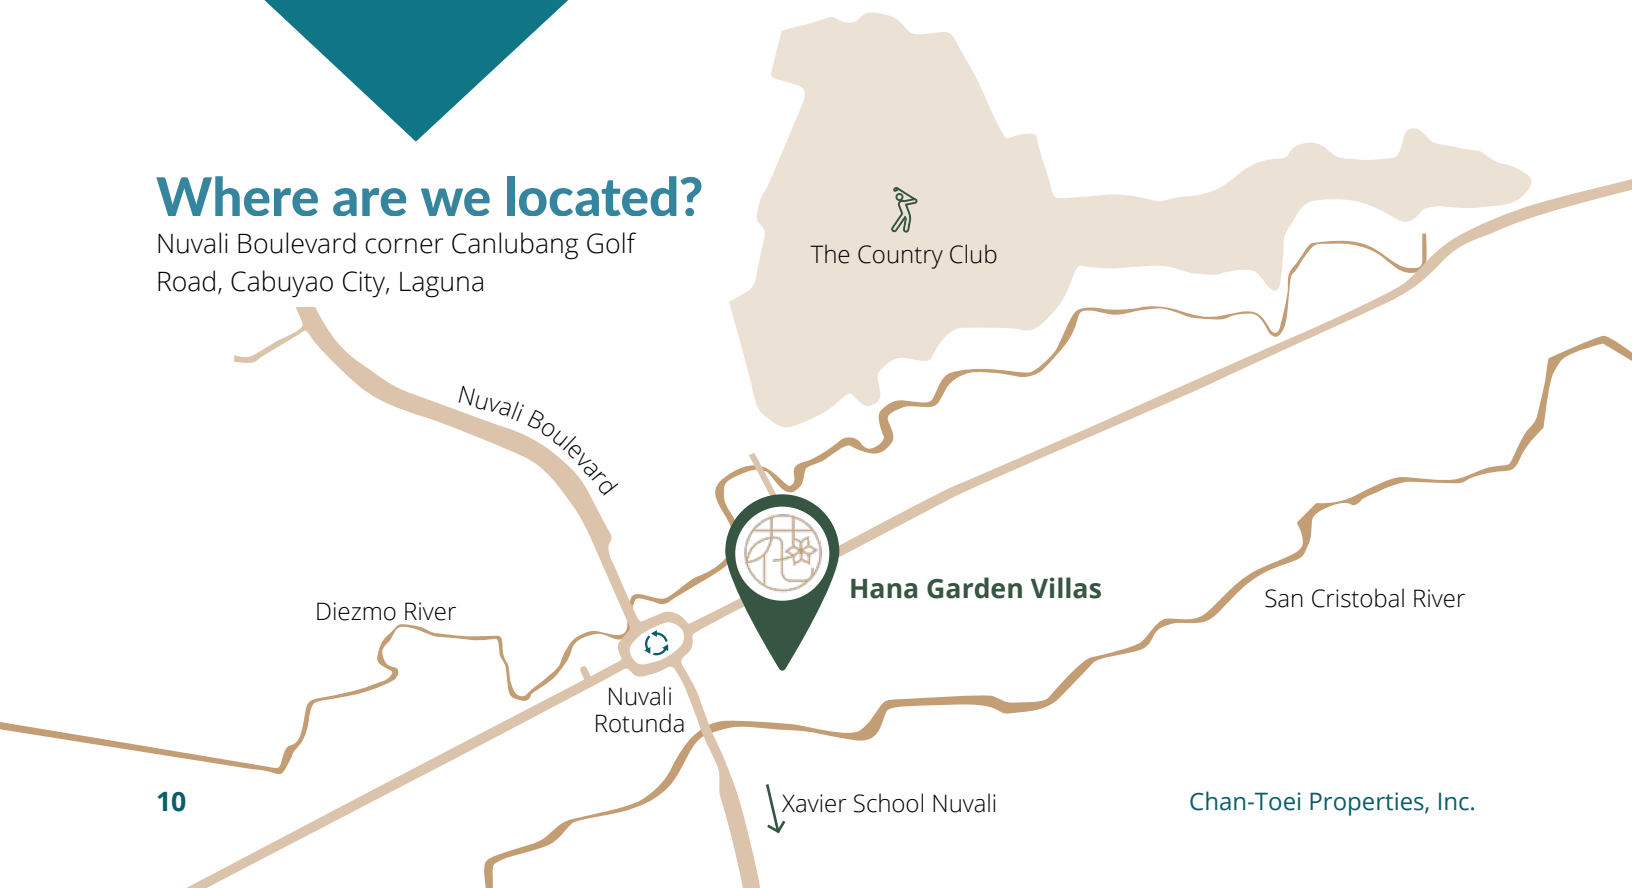 Where are we located?
Nuvali Boulevard corner Canlubang Golf
Road, Cabuyao City, Laguna
The Country Club
Nuvali Boulevard
Hana Garden Villas
San Cristobal River
Diezmo River
Nuvali
Rotunda
Xavier School Nuvali
10
Chan-Toei Properties, Inc.